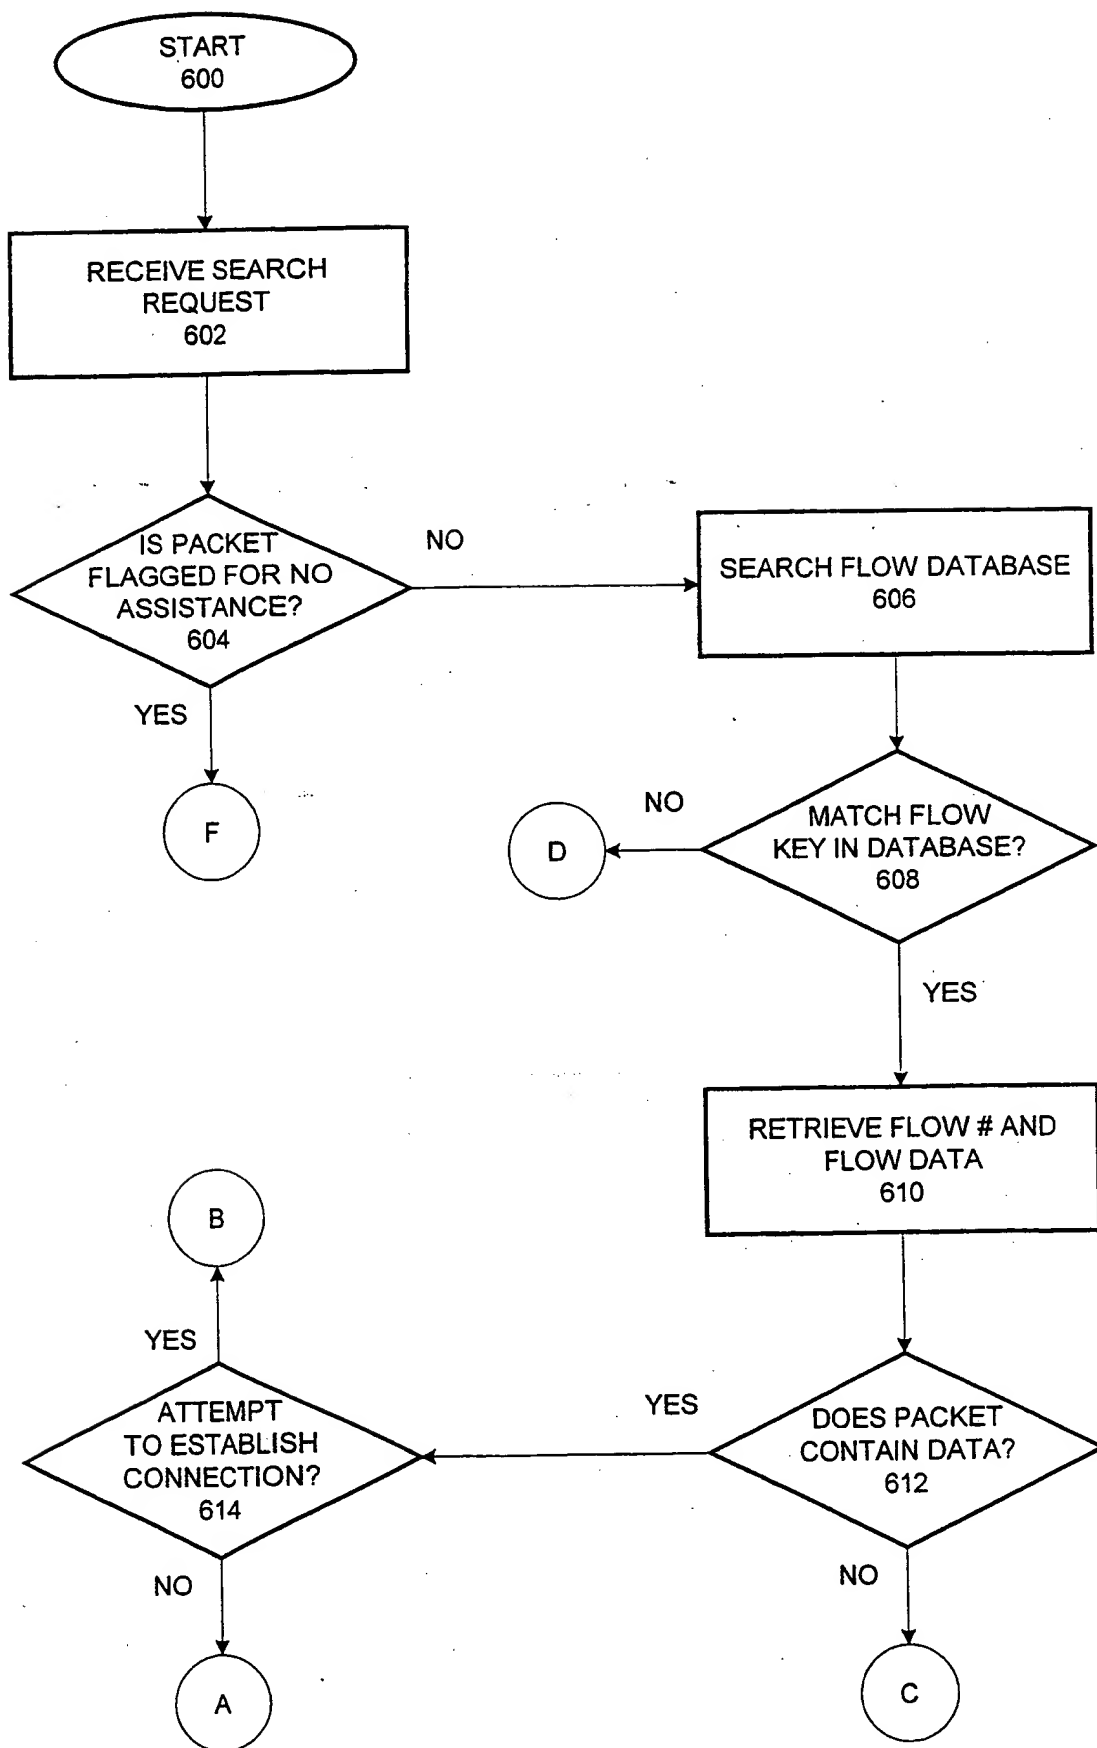 START
600
RECEIVE SEARCH
REQUEST
602
IS PACKET
FLAGGED FOR NO
ASSISTANCE?
604
NO
SEARCH FLOW DATABASE
606
YES
F
MATCH FLOW
KEY IN DATABASE?
608
NO
D
YES
RETRIEVE FLOW # AND
FLOW DATA
610
B
YES
ATTEMPT
TO ESTABLISH
CONNECTION?
614
YES
DOES PACKET
CONTAIN DATA?
612
NO
A
NO
C